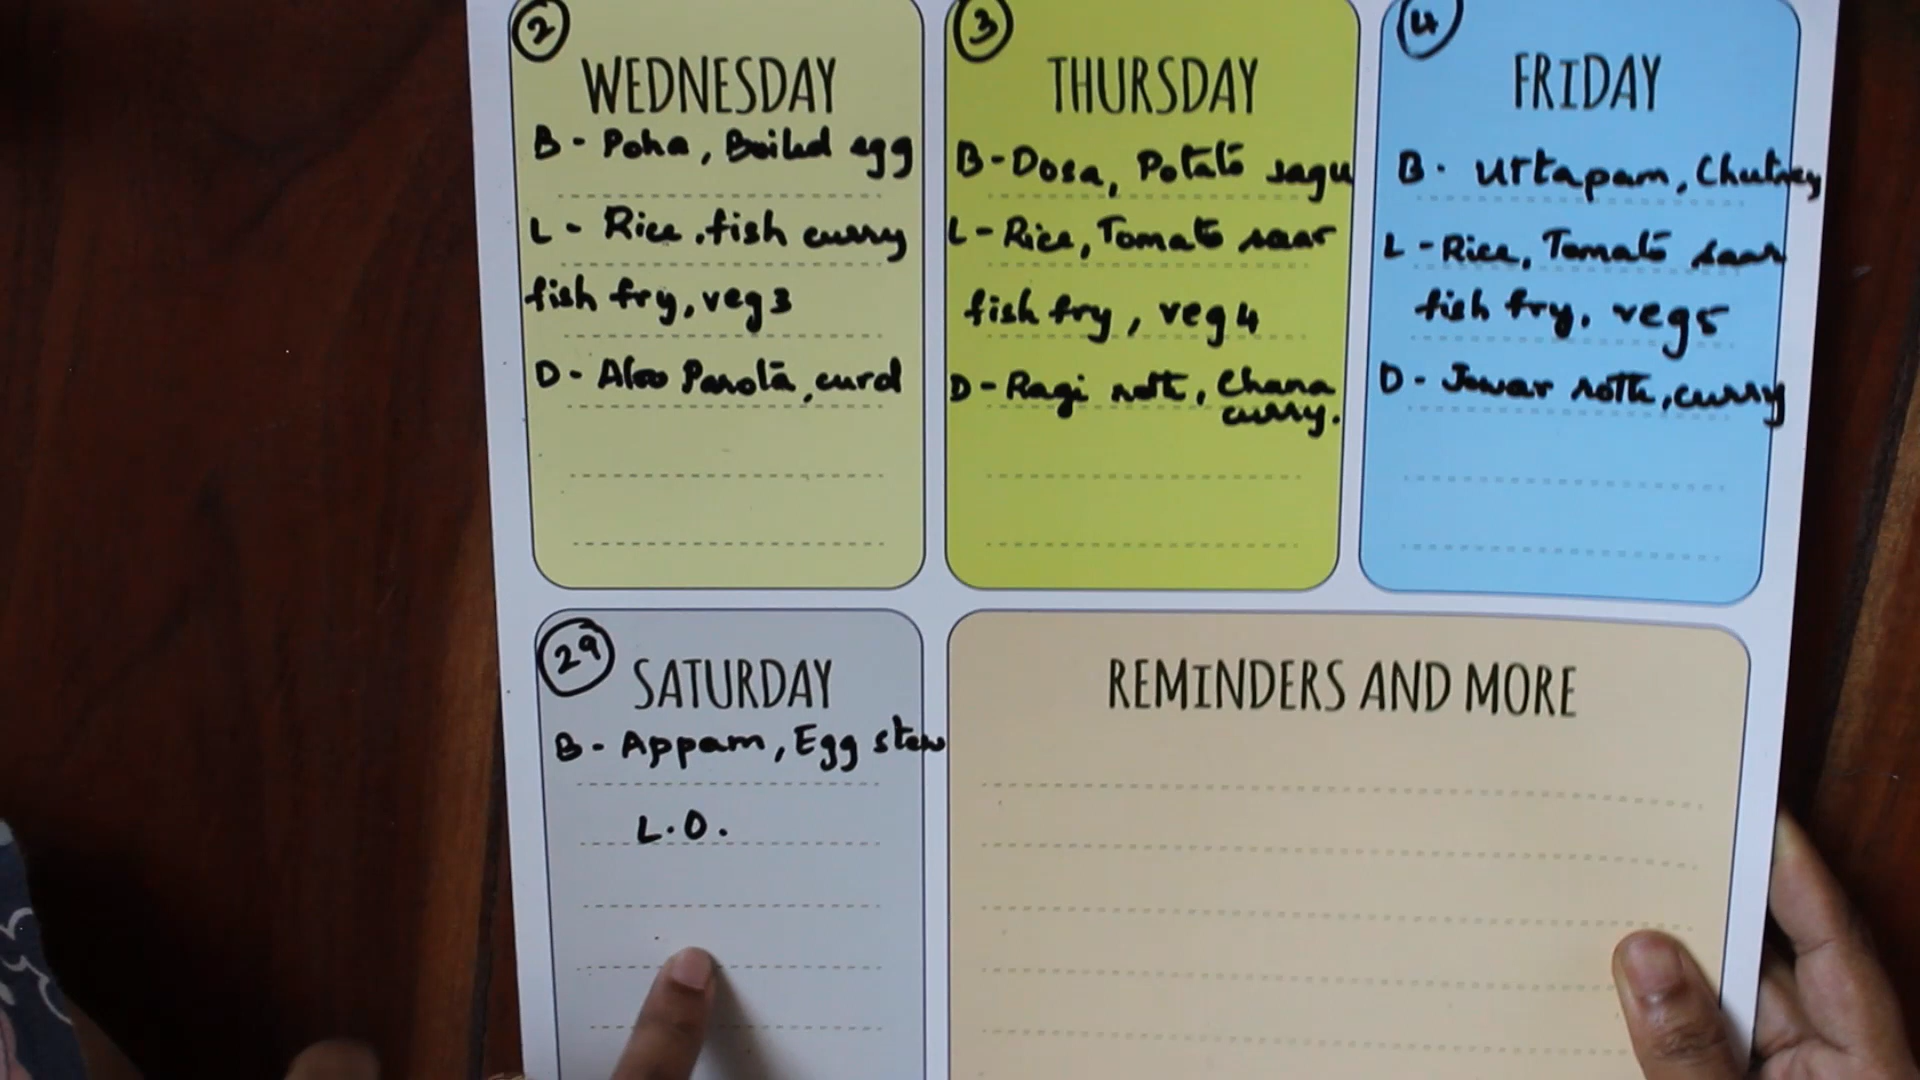 2
WEDNESDAY
B - Poha, Boiled egg
L - Rice, fish curry
fish fry, veg 3
D - Aloo Parota, curd
3
THURSDAY
B - Dosa, Potato sagu
L - Rice, Tomato saar
fish fry, veg 4
D - Ragi rotti, Chana
curry.
4
FRIDAY
B - Uttapam, Chutney
L - Rice, Tomato saar
fish fry, veg 5
D - Jowar rotti, curry
29
SATURDAY
B - Appam, Egg stew
L.O.
REMINDERS AND MORE